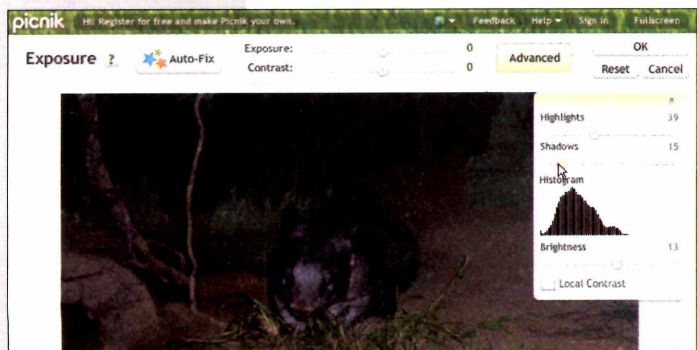 picnik Hi! Register for free and make Picnik your own. Feedback Help Sign in Fullscreen
Exposure ? Auto-Fix Exposure: 0 Advanced OK
Contrast: 0 Reset Cancel
Highlights 39
Shadows 15
Histogram
Brightness 13
Local Contrast